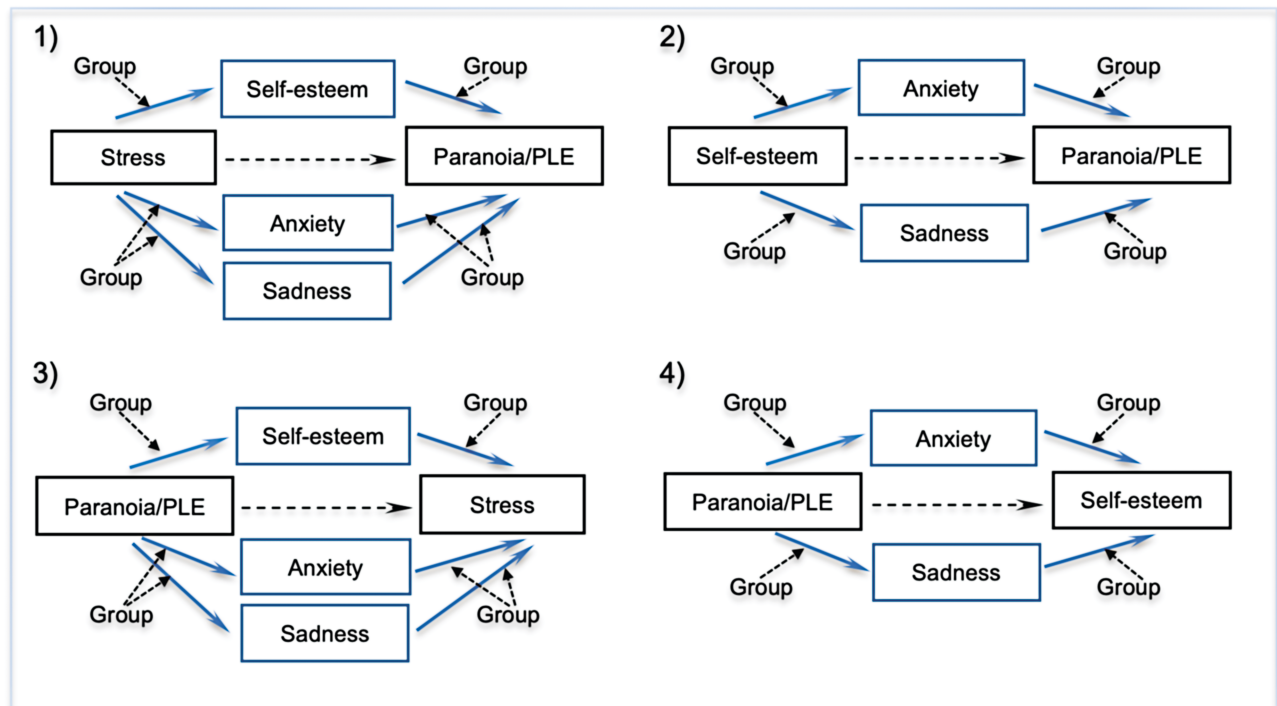 1)
Group
Self-esteem
Group
Stress
Paranoia/PLE
Anxiety
Group
Group
Sadness
2)
Group
Anxiety
Group
Self-esteem
Paranoia/PLE
Sadness
Group
Group
3)
Group
Self-esteem
Group
Paranoia/PLE
Stress
Anxiety
Group
Group
Sadness
4)
Group
Anxiety
Group
Paranoia/PLE
Self-esteem
Sadness
Group
Group